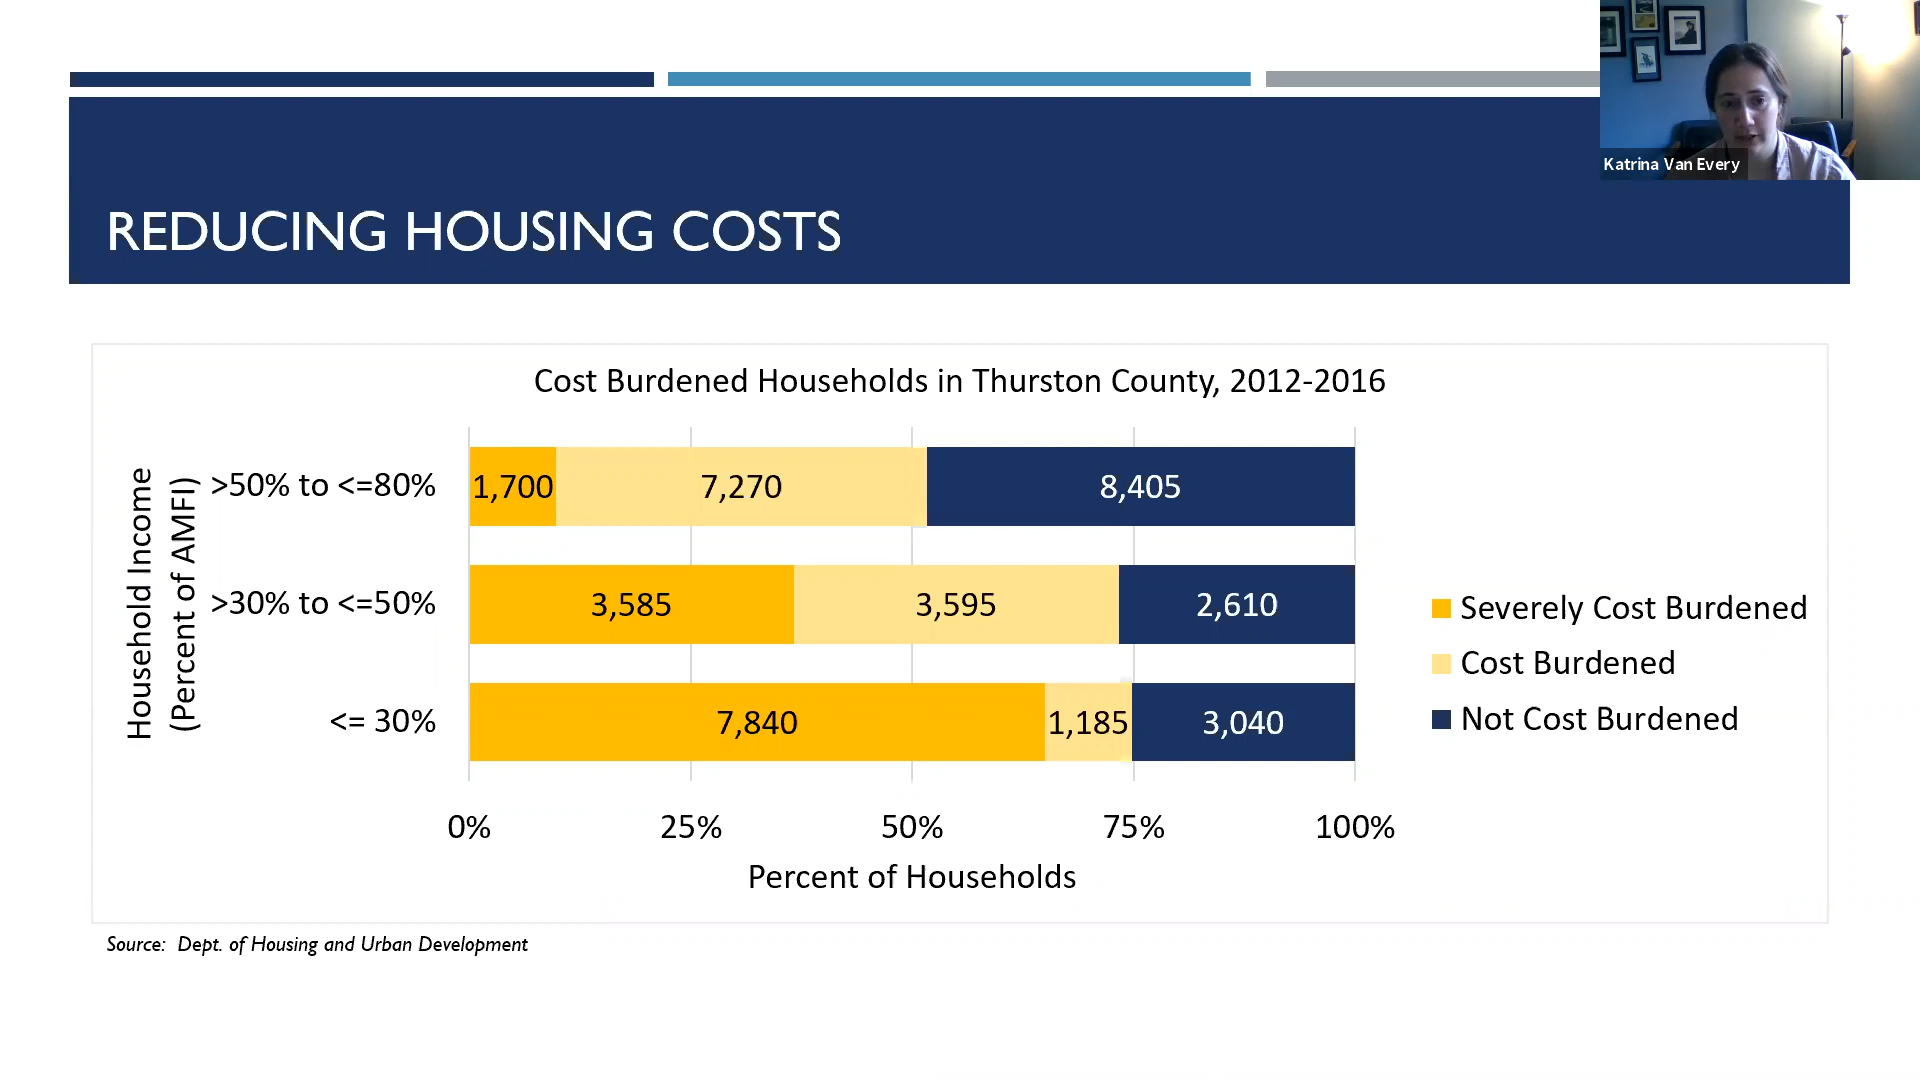 Katrina Van Every
REDUCING HOUSING COSTS
Cost Burdened Households in Thurston County, 2012-2016
Household Income
(Percent of AMFI)
>50% to <=80%
1,700
7,270
8,405
>30% to <=50%
3,585
3,595
2,610
<= 30%
7,840
1,185
3,040
0%
25%
50%
75%
100%
Percent of Households
Severely Cost Burdened
Cost Burdened
Not Cost Burdened
Source: Dept. of Housing and Urban Development